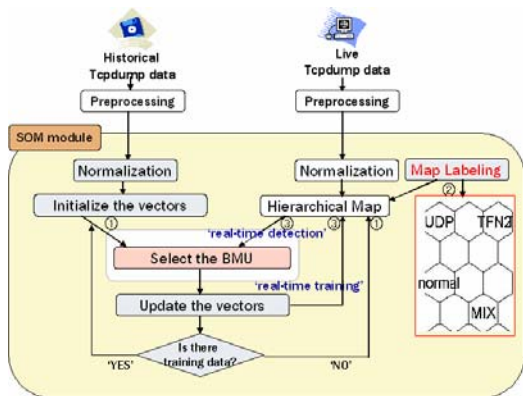 Historical
Tcpdump data
Live
Tcpdump data
Preprocessing
Preprocessing
SOM module
Normalization
Normalization
Map Labeling
Initialize the vectors
①
Hierarchical Map
②
③
③
①
'real-time detection'
Select the BMU
'real-time training'
Update the vectors
Is there
training data?
'YES'
'NO'
UDP
TFN2
normal
MIX